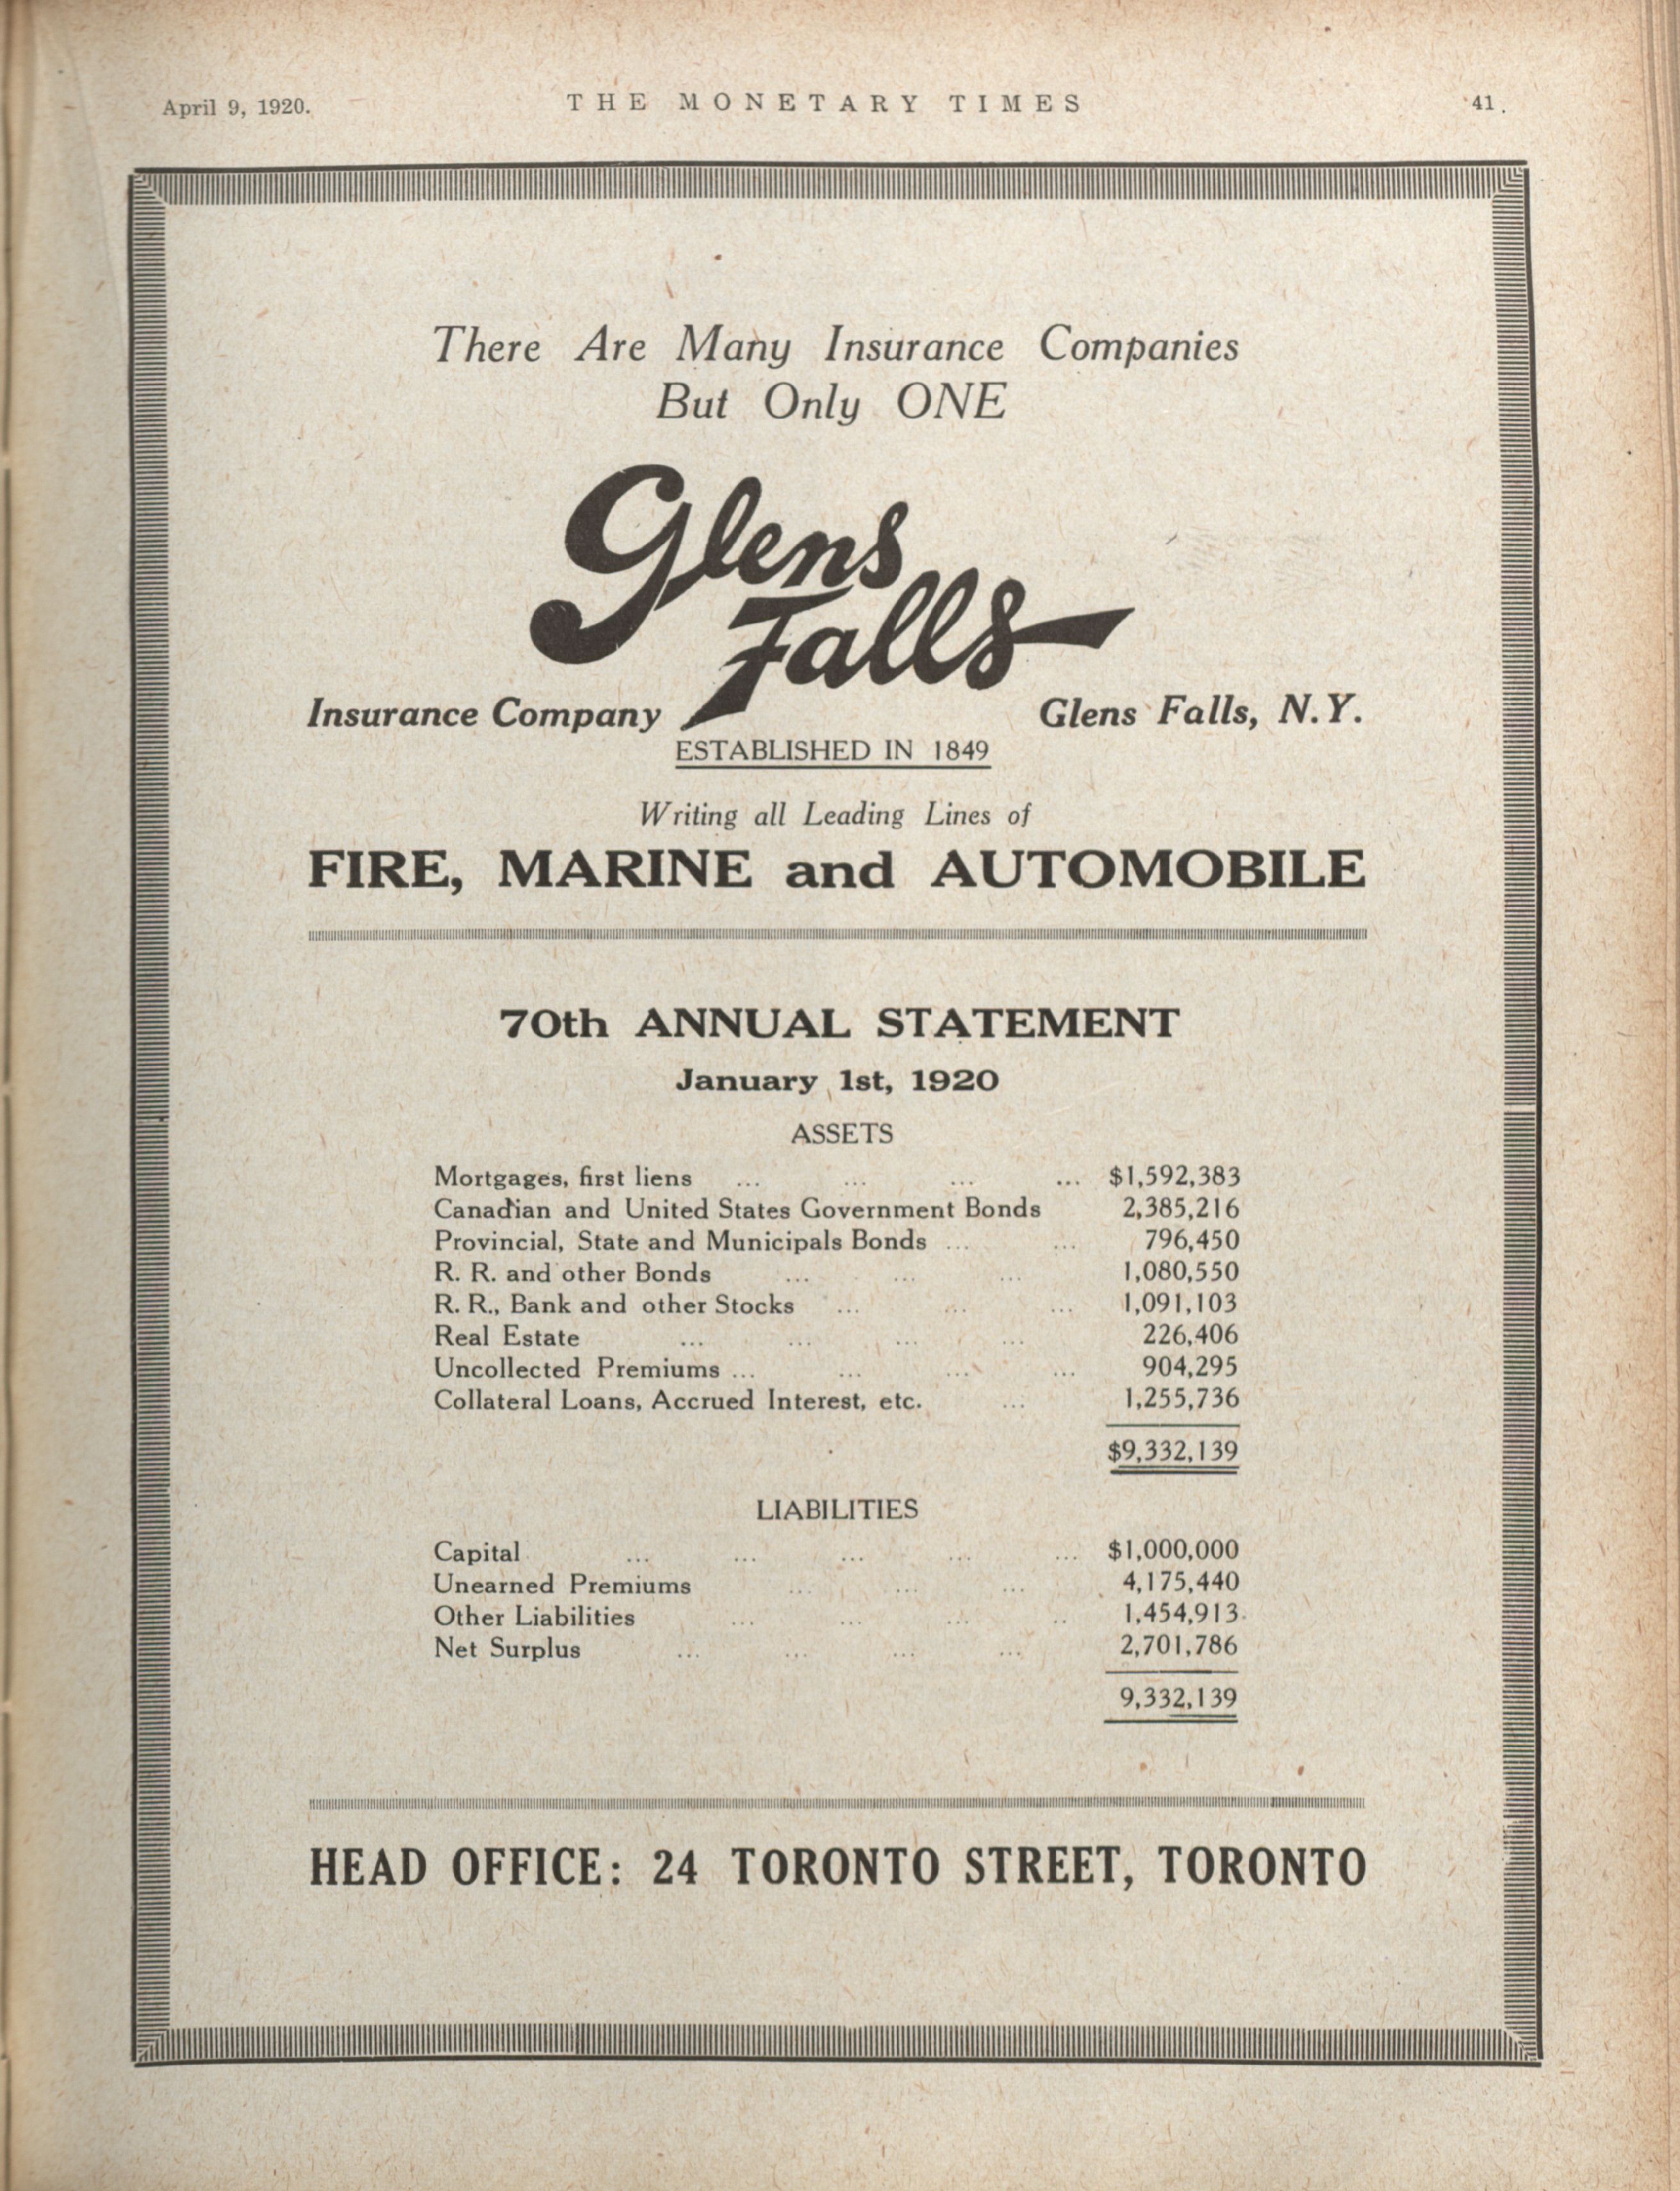 April 9, 1920.
THE MONETARY TIMES
41.
There Are Many Insurance Companies
But Only ONE
Glens
Falls
Insurance Company
Glens Falls, N.Y.
ESTABLISHED IN 1849
Writing all Leading Lines of
FIRE, MARINE and AUTOMOBILE
70th ANNUAL STATEMENT
January 1st, 1920
ASSETS
Mortgages, first liens ... ... ... ... $1,592,383
Canadian and United States Government Bonds 2,385,216
Provincial, State and Municipals Bonds ... ... 796,450
R. R. and other Bonds ... ... ... 1,080,550
R. R., Bank and other Stocks ... ... ... 1,091,103
Real Estate ... ... ... ... 226,406
Uncollected Premiums ... ... ... ... 904,295
Collateral Loans, Accrued Interest, etc. ... 1,255,736
$9,332,139
LIABILITIES
Capital ... ... ... ... ... $1,000,000
Unearned Premiums ... ... ... 4,175,440
Other Liabilities ... ... ... .. 1,454,913
Net Surplus ... ... ... ... 2,701,786
9,332,139
HEAD OFFICE: 24 TORONTO STREET, TORONTO